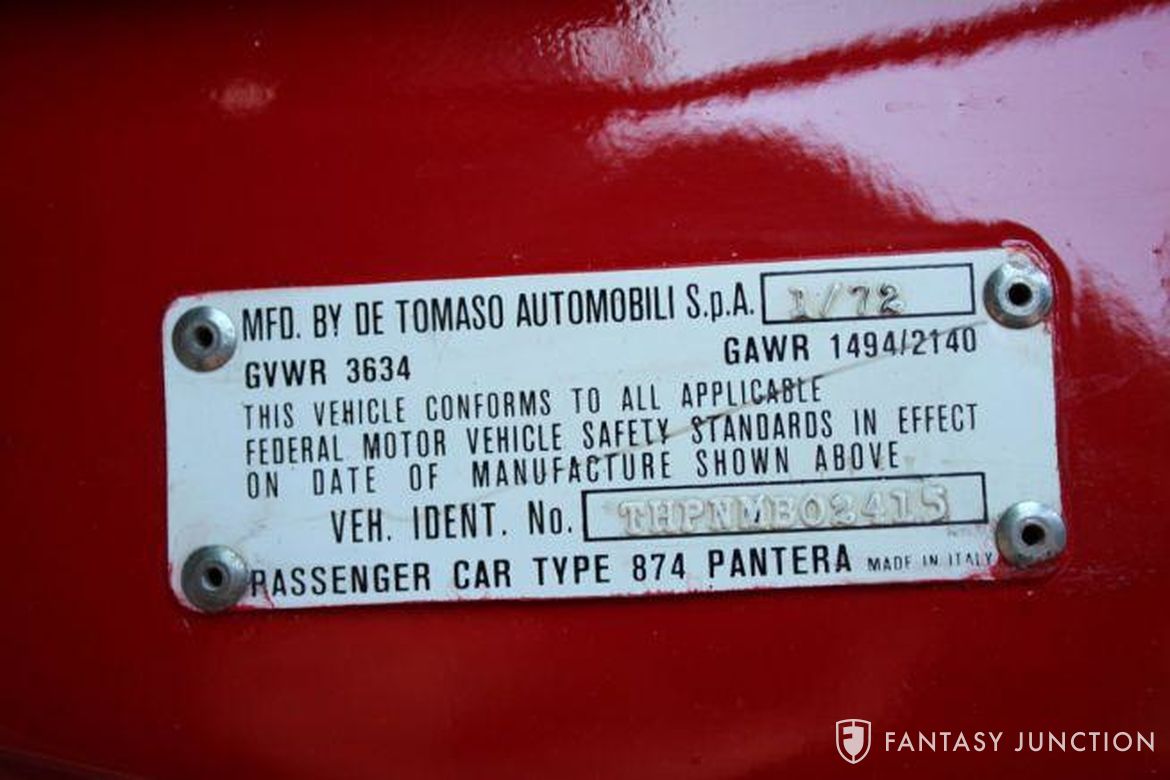 MFD. BY DE TOMASO AUTOMOBILI S.p.A. 1/72
GVWR 3634 GAWR 1494/2140
THIS VEHICLE CONFORMS TO ALL APPLICABLE
FEDERAL MOTOR VEHICLE SAFETY STANDARDS IN EFFECT
ON DATE OF MANUFACTURE SHOWN ABOVE
VEH. IDENT. No. THPNMB02415
PASSENGER CAR TYPE 874 PANTERA MADE IN ITALY
FANTASY JUNCTION